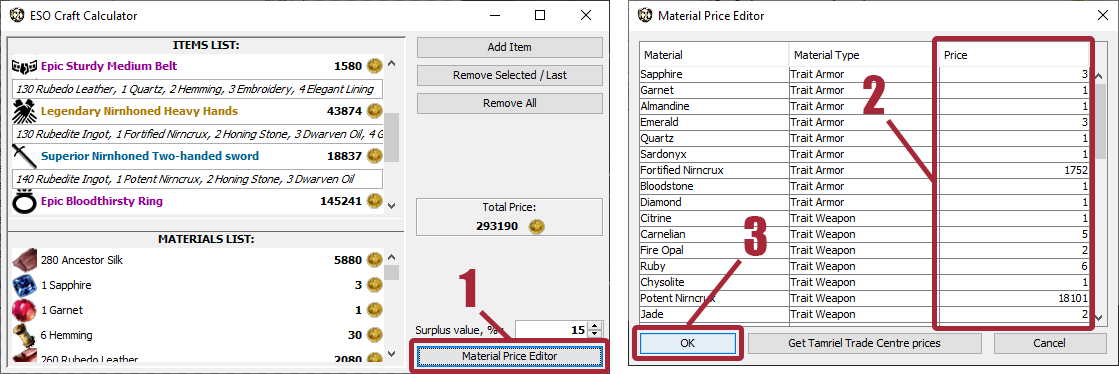 ESO Craft Calculator
ITEMS LIST:
Epic Sturdy Medium Belt 1580
130 Rubedo Leather, 1 Quartz, 2 Hemming, 3 Embroidery, 4 Elegant Lining
Legendary Nirnhoned Heavy Hands 43874
130 Rubedite Ingot, 1 Fortified Nirncrux, 2 Honing Stone, 3 Dwarven Oil, 4 G
Superior Nirnhoned Two-handed sword 18837
140 Rubedite Ingot, 1 Potent Nirncrux, 2 Honing Stone, 3 Dwarven Oil
Epic Bloodthirsty Ring 145241
MATERIALS LIST:
280 Ancestor Silk 5880
1 Sapphire 3
1 Garnet 1
6 Hemming 30
260 Rubedo Leather 2080
Add Item
Remove Selected / Last
Remove All
Total Price:
293190
1
Surplus value, % 15
Material Price Editor
Material Price Editor
Material Material Type Price
Sapphire Trait Armor 3
Garnet Trait Armor 1
Almandine Trait Armor 1
Emerald Trait Armor 3
Quartz Trait Armor 1
Sardonyx Trait Armor 1
Fortified Nirncrux Trait Armor 1752
Bloodstone Trait Armor 1
Diamond Trait Armor 1
Citrine Trait Weapon 1
Carnelian Trait Weapon 5
Fire Opal Trait Weapon 2
Ruby Trait Weapon 6
Chysolite Trait Weapon 1
Potent Nirncrux Trait Weapon 18101
Jade Trait Weapon 2
2
3
OK
Get Tamriel Trade Centre prices
Cancel